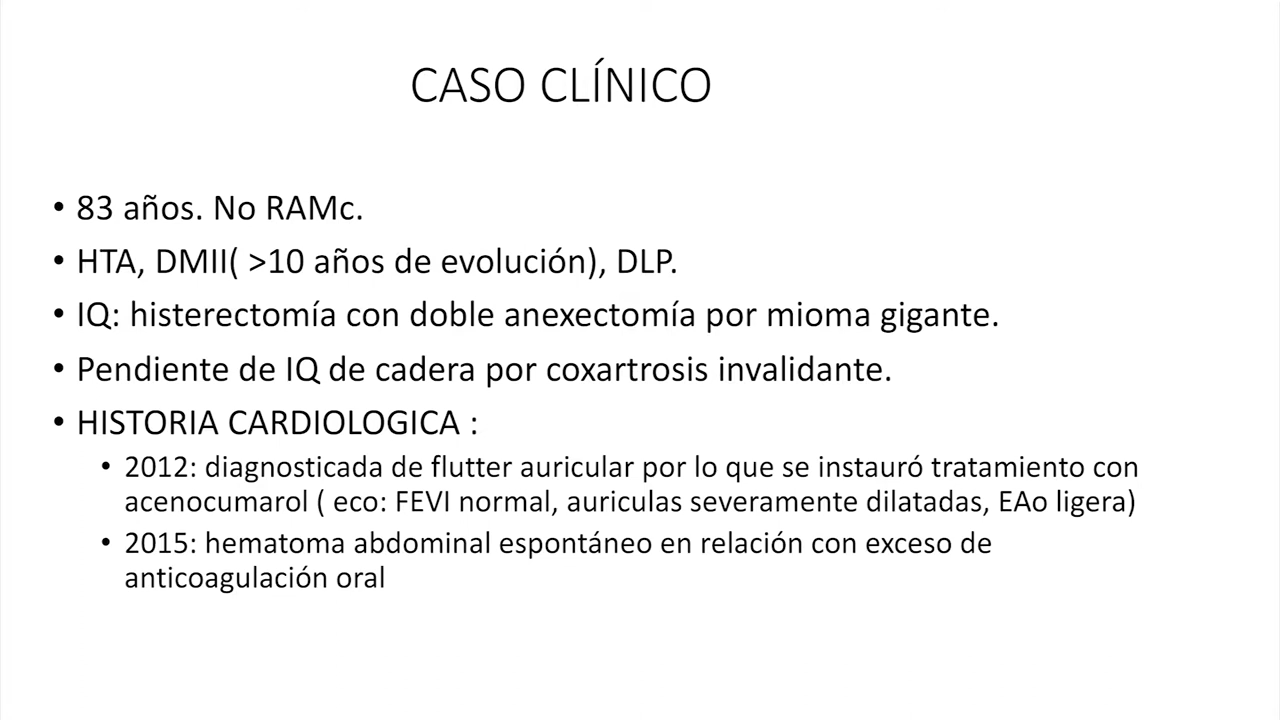 CASO CLÍNICO
• 83 años. No RAMc.
• HTA, DMII( >10 años de evolución), DLP.
• IQ: histerectomía con doble anexectomía por mioma gigante.
• Pendiente de IQ de cadera por coxartrosis invalidante.
• HISTORIA CARDIOLOGICA :
• 2012: diagnosticada de flutter auricular por lo que se instauró tratamiento con
acenocumarol ( eco: FEVI normal, auriculas severamente dilatadas, EAo ligera)
• 2015: hematoma abdominal espontáneo en relación con exceso de
anticoagulación oral